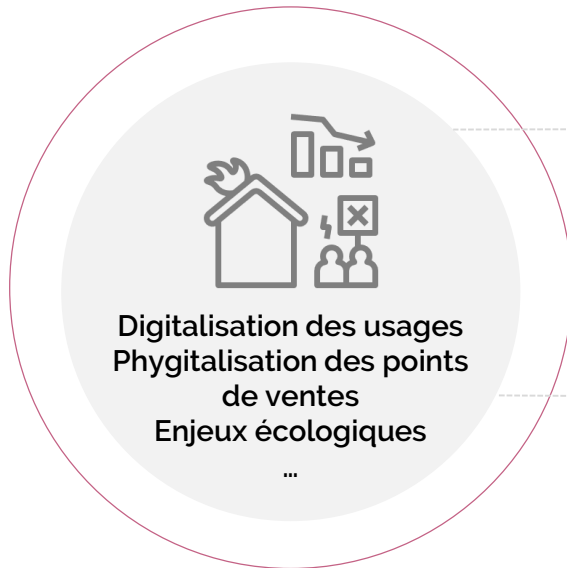 Digitalisation des usages
Phygitalisation des points
de ventes
Enjeux écologiques
...